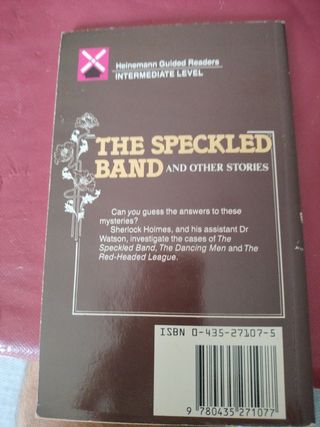 Heinemann Guided Readers
INTERMEDIATE LEVEL
THE SPECKLED
BAND AND OTHER STORIES
Can you guess the answers to these
mysteries?
Sherlock Holmes, and his assistant Dr
Watson, investigate the cases of The
Speckled Band, The Dancing Men and The
Red-Headed League.
ISBN 0-435-27107-5
9 780435 271077